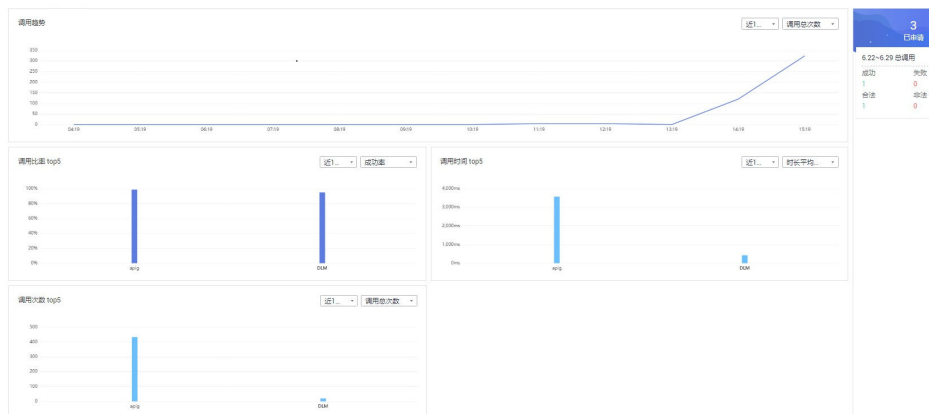 调用趋势
近1... 调用总次数
350
300
250
200
150
100
50
0
04:19 05:19 06:19 07:19 08:19 09:19 10:19 11:19 12:19 13:19 14:19 15:19
3
已申请
6.22~6.29 总调用
成功 失败
1 0
合法 非法
1 0
调用比率 top5
近1... 成功率
100%
80%
60%
40%
20%
0%
apig DLM
调用时间 top5
近1... 时长平均...
4,000ms
3,000ms
2,000ms
1,000ms
0ms
apig DLM
调用次数 top5
近1... 调用总次数
500
400
300
200
100
0
apig DLM